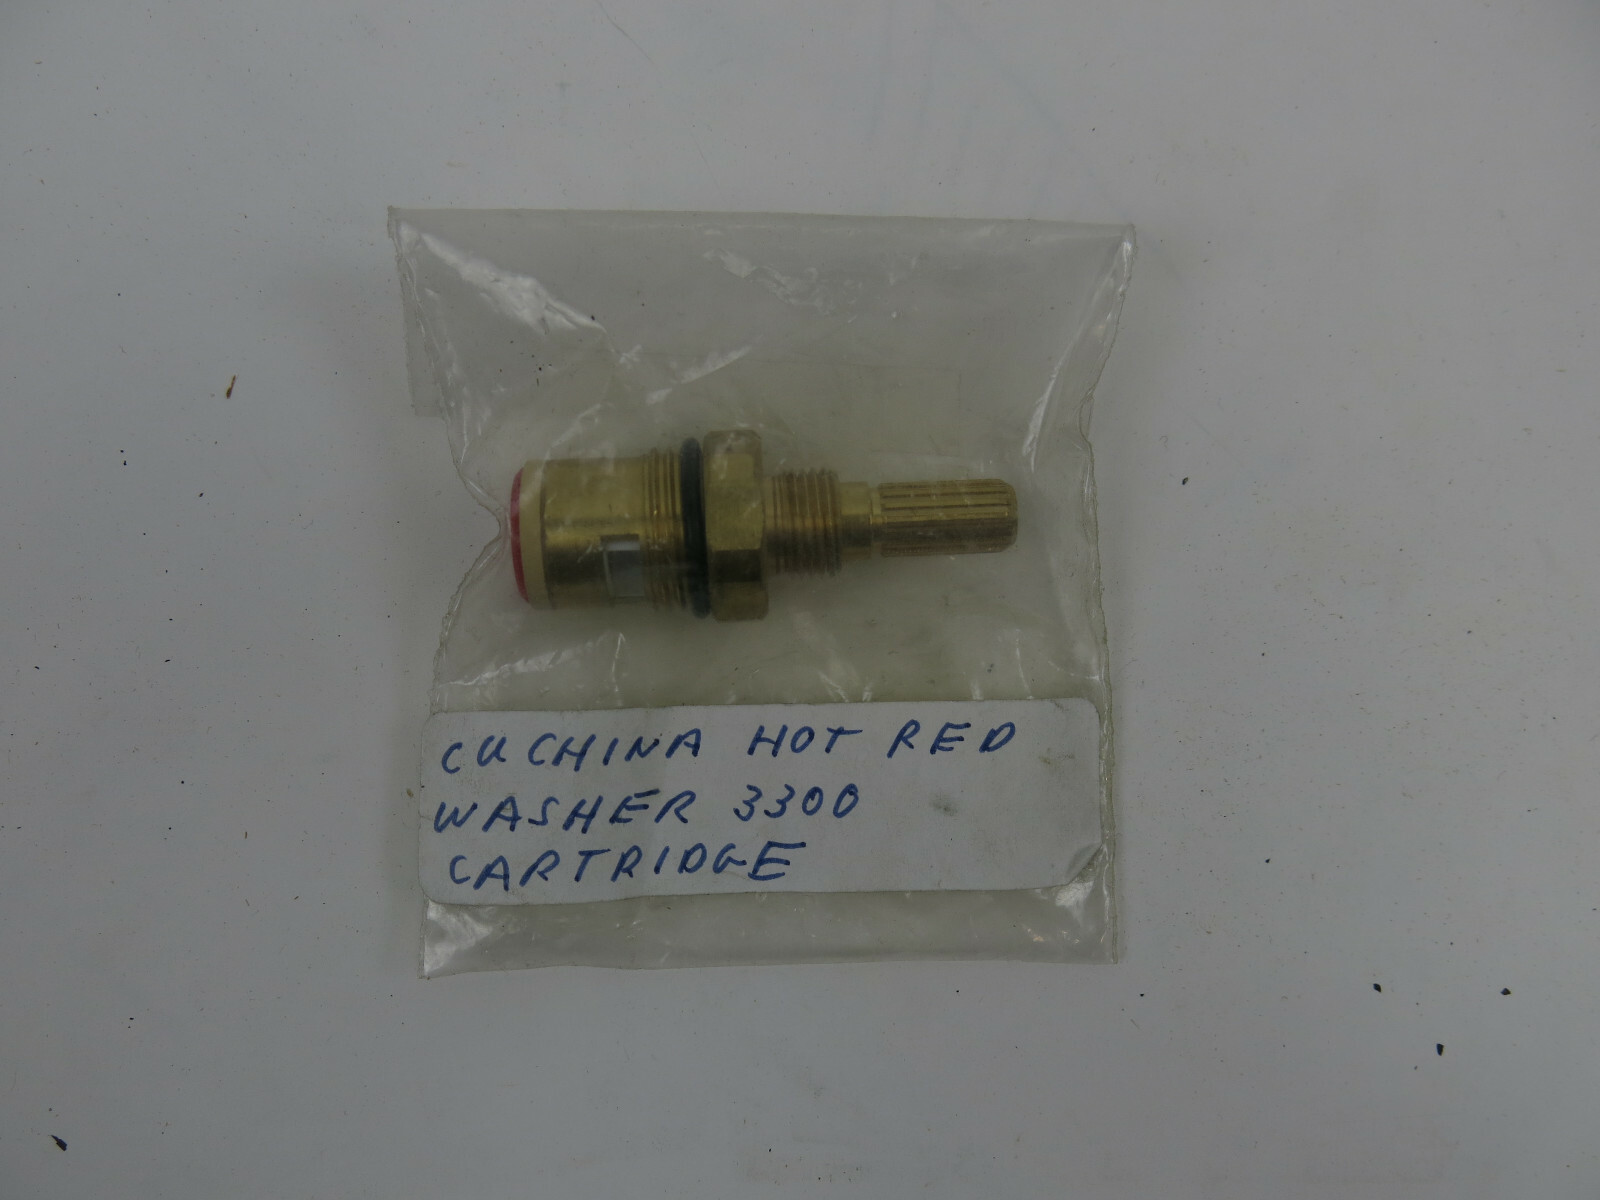 CUCHINA HOT RED
WASHER 3300
CARTRIDGE